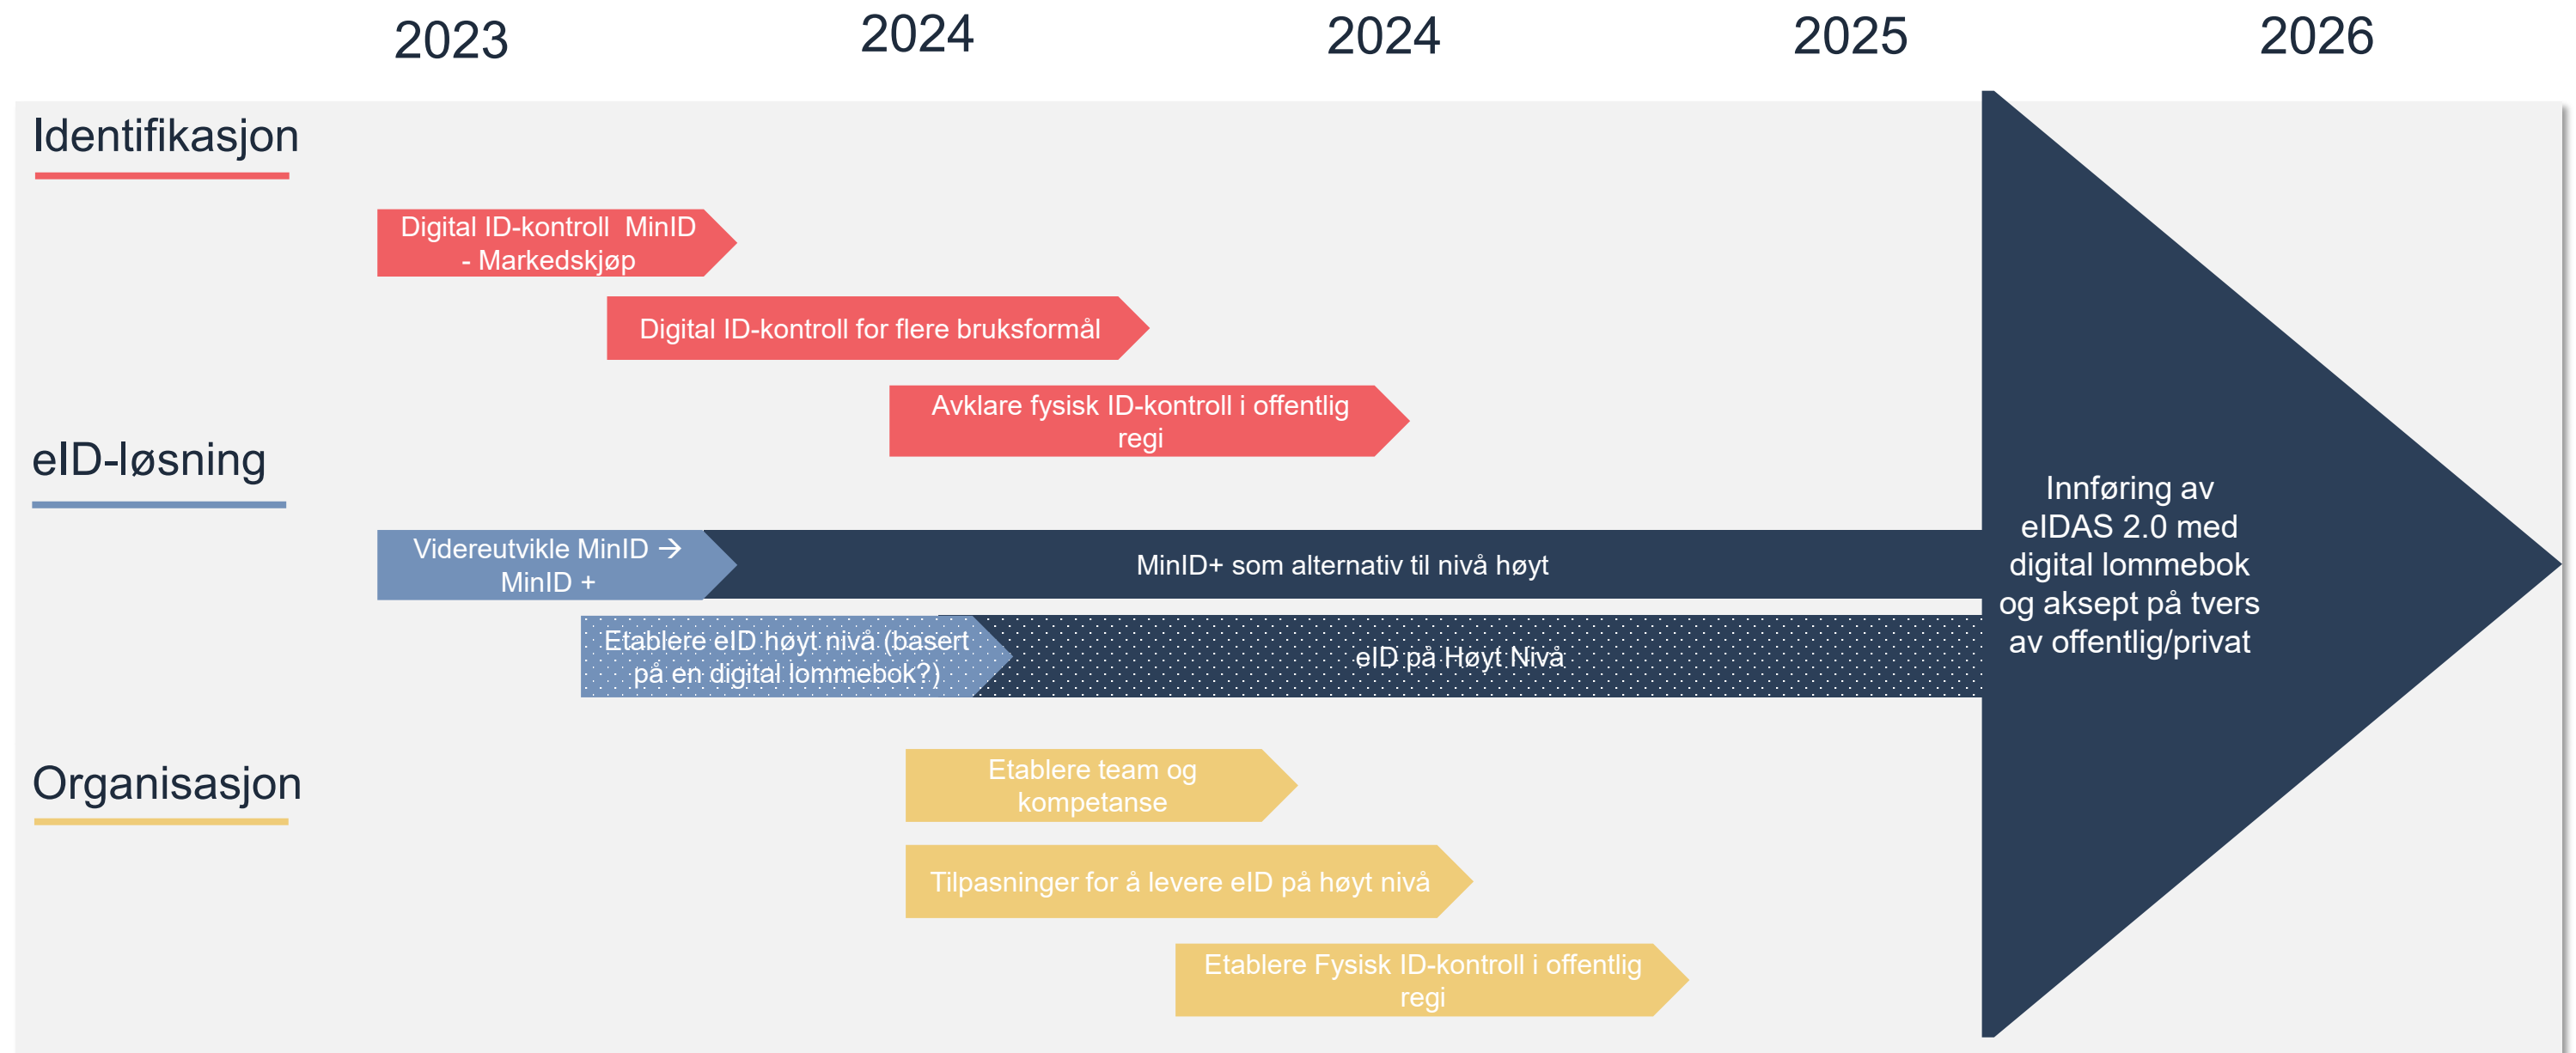 2023
2024
2024
2025
2026
Identifikasjon
Digital ID-kontroll  MinID
- Markedskjøp
Digital ID-kontroll for flere bruksformål
Avklare fysisk ID-kontroll i offentlig
regi
eID-løsning
Videreutvikle MinID →
MinID +
MinID+ som alternativ til nivå høyt
Etablere eID høyt nivå (basert
på en digital lommebok?)
eID på Høyt Nivå
Innføring av
eIDAS 2.0 med
digital lommebok
og aksept på tvers
av offentlig/privat
Organisasjon
Etablere team og
kompetanse
Tilpasninger for å levere eID på høyt nivå
Etablere Fysisk ID-kontroll i offentlig
regi